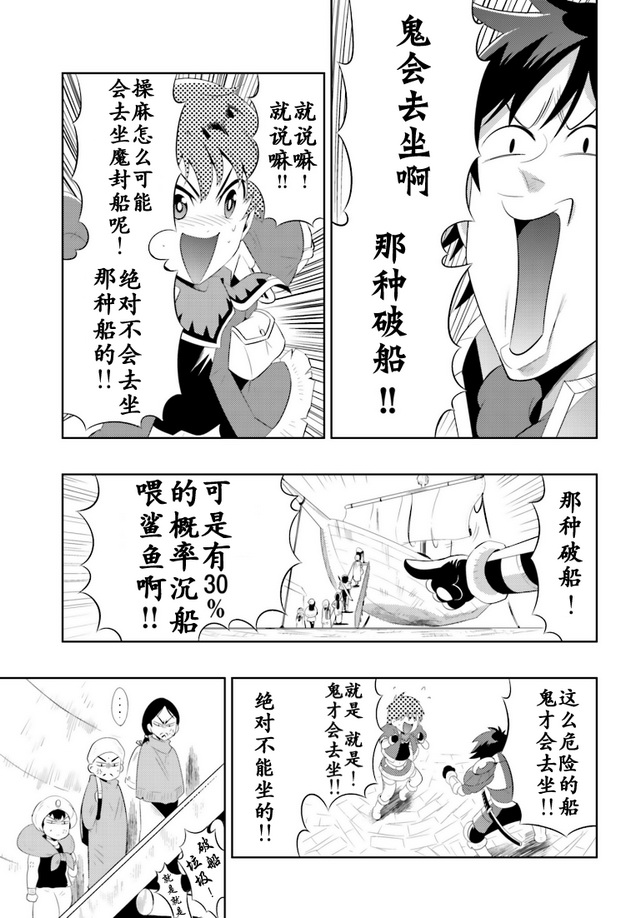 鬼会去坐啊
那种破船!!
就说嘛!
就说嘛!!
操麻怎么可能
会去坐魔封船呢!
绝对不会去坐
那种船的!!
那种破船!
可是有30%
的概率沉船
喂鲨鱼啊!!
这么危险的船
鬼才会去坐!!
就是 就是!
鬼才会去坐!!
绝对不能坐的!!
···
破船
垃圾!
就是就是